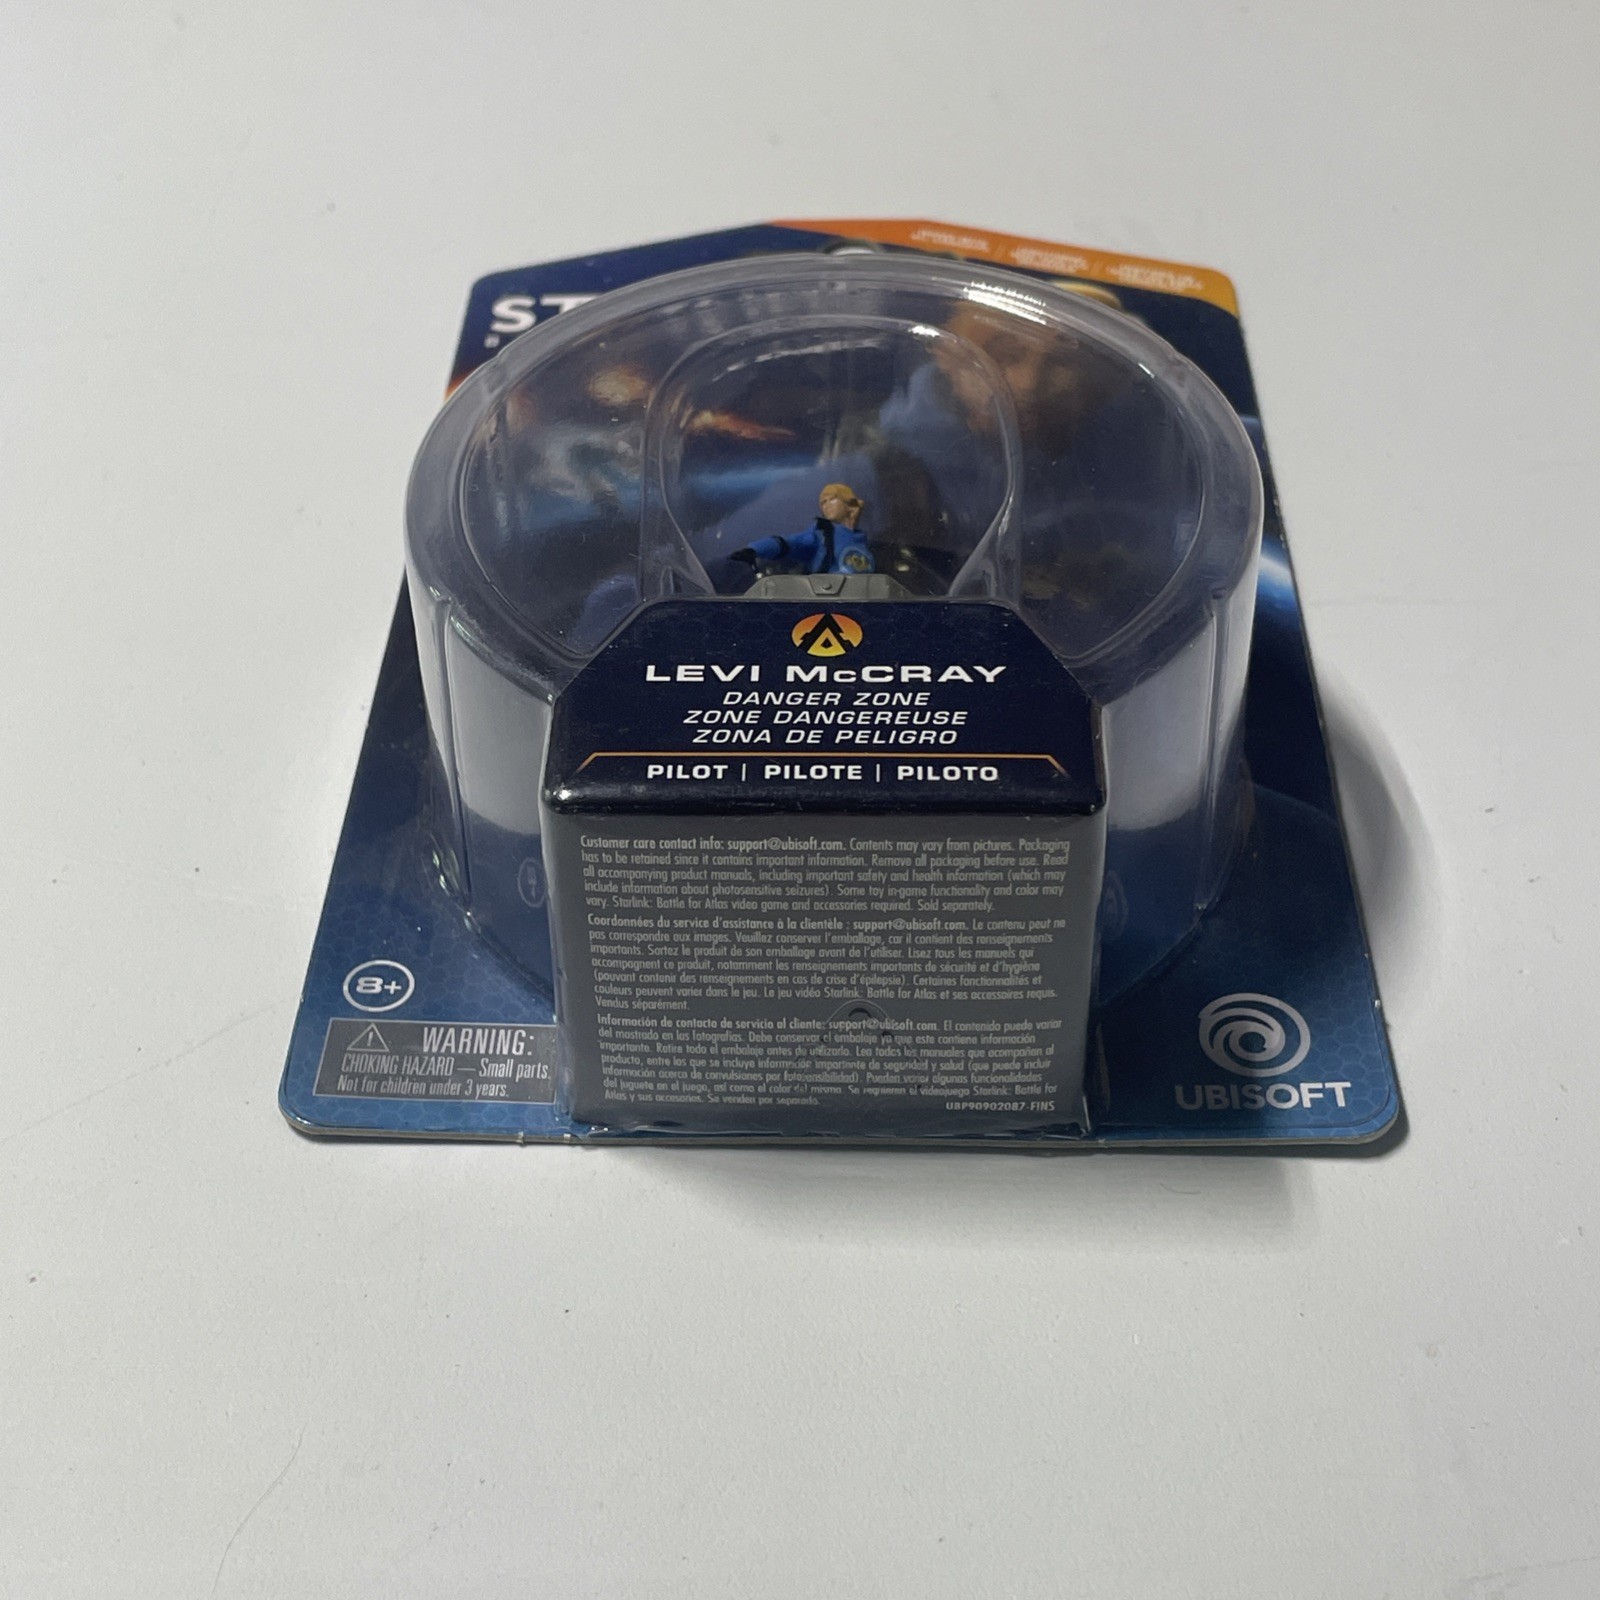 ST
LEVI McCRAY
DANGER ZONE
ZONE DANGEREUSE
ZONA DE PELIGRO
PILOT | PILOTE | PILOTO
Customer care contact info: support@ubisoft.com. Contents may vary from pictures. Packaging
has to be retained since it contains important information. Remove all packaging before use. Read
all accompanying product manuals, including important safety and health information (which may
include information about photosensitive seizures). Some toy in-game functionality and color may
vary. Starlink: Battle for Atlas video game and accessories required. Sold separately.
Coordonnées du service d'assistance à la clientèle : support@ubisoft.com. Le contenu peut ne
pas correspondre aux images. Veuillez conserver l'emballage, car il contient des renseignements
importants. Sortez le produit de son emballage avant de l'utiliser. Lisez tous les manuels qui
accompagnent ce produit, notamment les renseignements importants de sécurité et d'hygiène
(pouvant contenir des renseignements en cas de crise d'épilepsie). Certaines fonctionnalités et
couleurs peuvent varier dans le jeu. Le jeu vidéo Starlink: Battle for Atlas et ses accessoires requis.
Vendus séparément.
Información de contacto de servicio al cliente: support@ubisoft.com. El contenido puede variar
del mostrado en las fotografías. Debe conservar el embalaje ya que este contiene información
importante. Retire todo el embalaje antes de utilizarlo. Lea todos los manuales que acompañan al
producto, entre los que se incluye información importante de seguridad y salud (que puede incluir
información acerca de convulsiones por fotosensibilidad). Pueden variar algunas funcionalidades
del juguete en el juego, así como el color del mismo. Se requieren el videojuego Starlink: Battle for
Atlas y sus accesorios. Se venden por separado.
UBP90902087-FINS
8+
WARNING:
CHOKING HAZARD — Small parts.
Not for children under 3 years.
UBISOFT